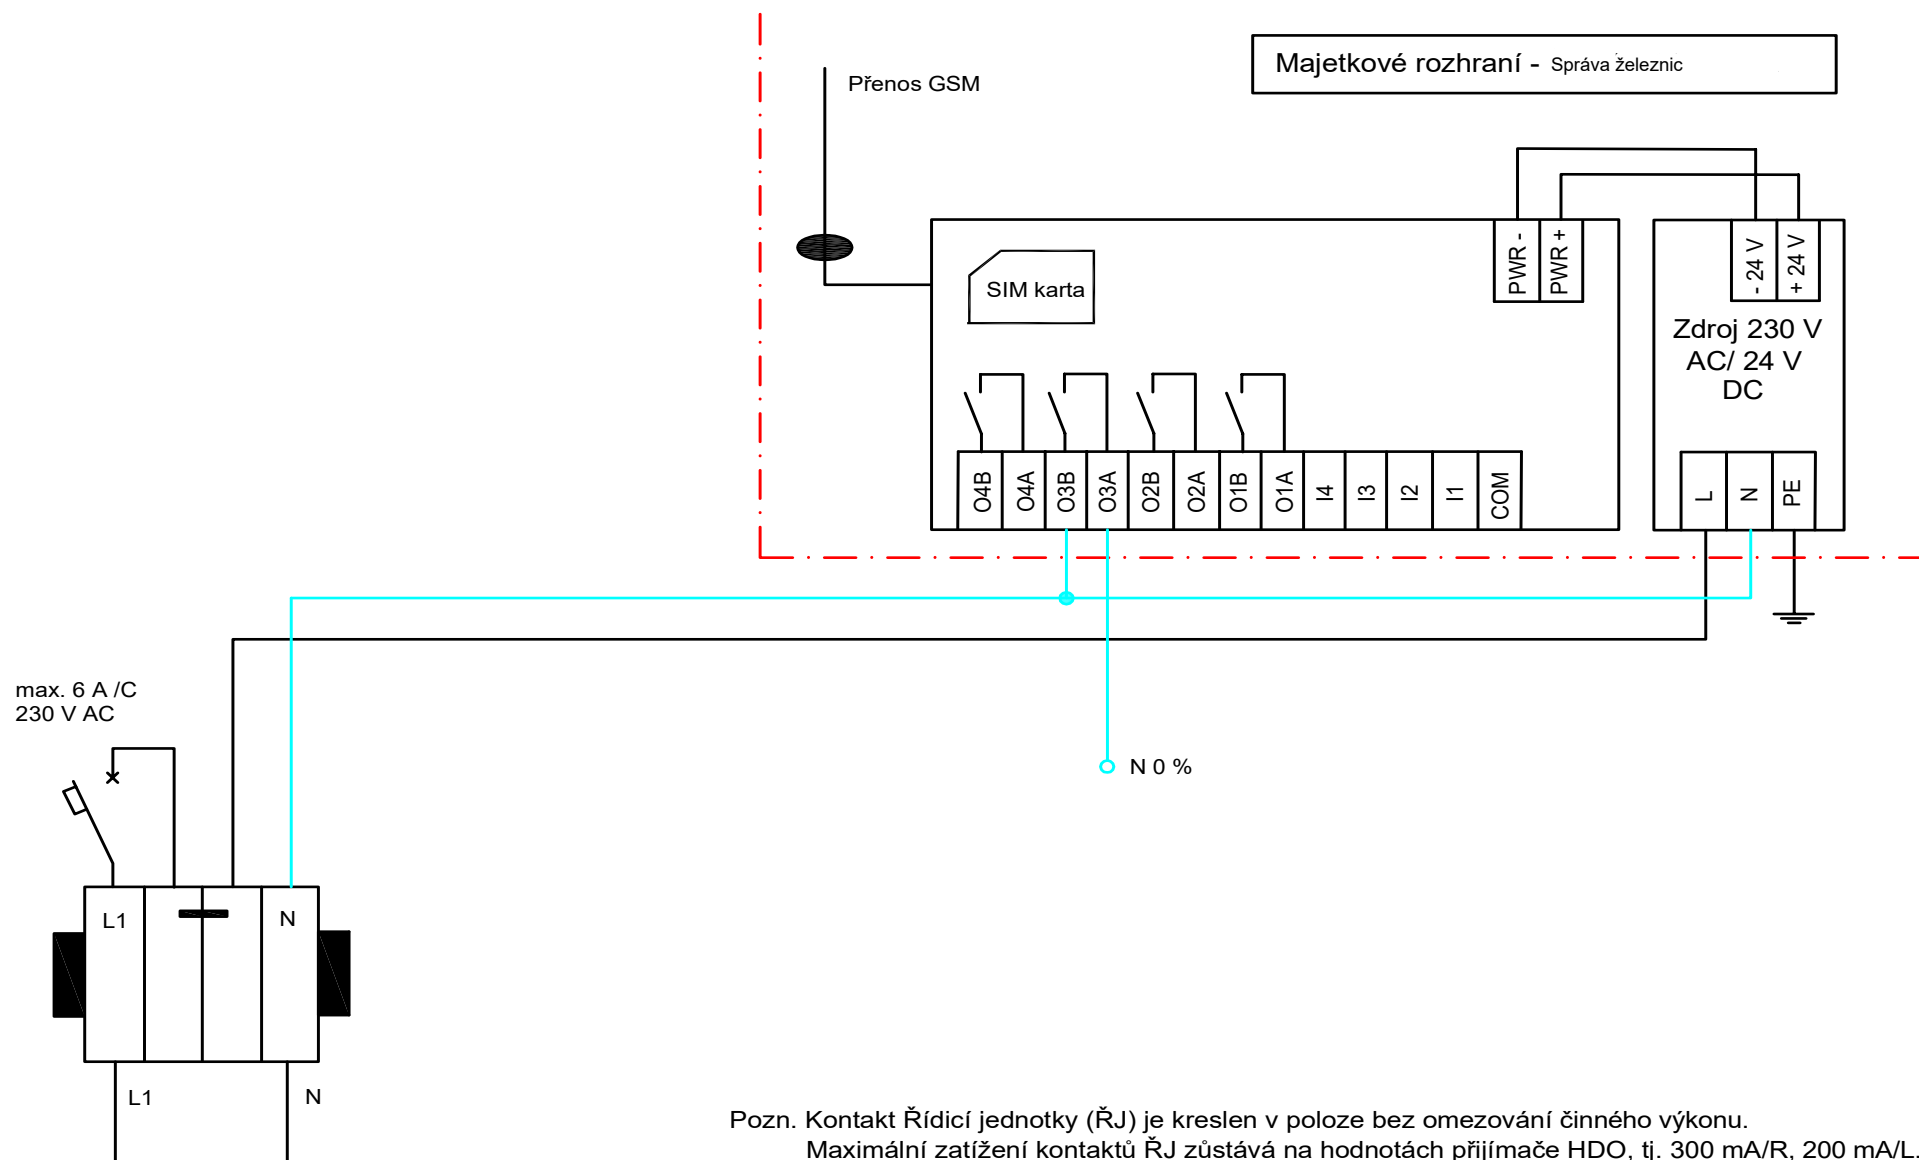 Majetkové rozhraní - Správa železnic
Přenos GSM
PWR -
PWR +
- 24 V
+ 24 V
SIM karta
Zdroj 230 V
AC/ 24 V
DC
O4B
O4A
O3B
O3A
O2B
O2A
O1B
O1A
I4
I3
I2
I1
COM
L
N
PE
max. 6 A /C
230 V AC
N 0 %
L1
N
L1
N
Pozn. Kontakt Řídicí jednotky (ŘJ) je kreslen v poloze bez omezování činného výkonu.
Maximální zatížení kontaktů ŘJ zůstává na hodnotách přijímače HDO, tj. 300 mA/R, 200 mA/L.